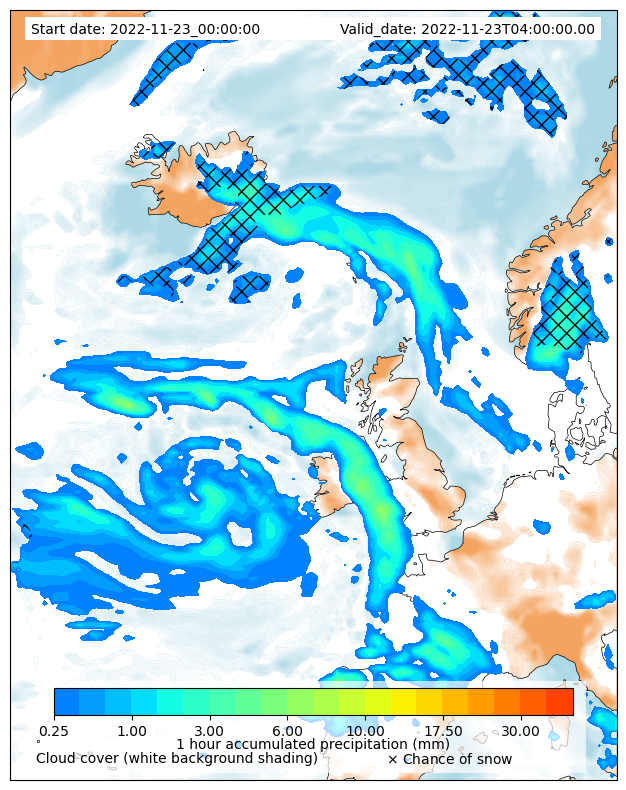 Start date: 2022-11-23_00:00:00 Valid_date: 2022-11-23T04:00:00.00
0.25 1.00 3.00 6.00 10.00 17.50 30.00
1 hour accumulated precipitation (mm)
Cloud cover (white background shading) × Chance of snow